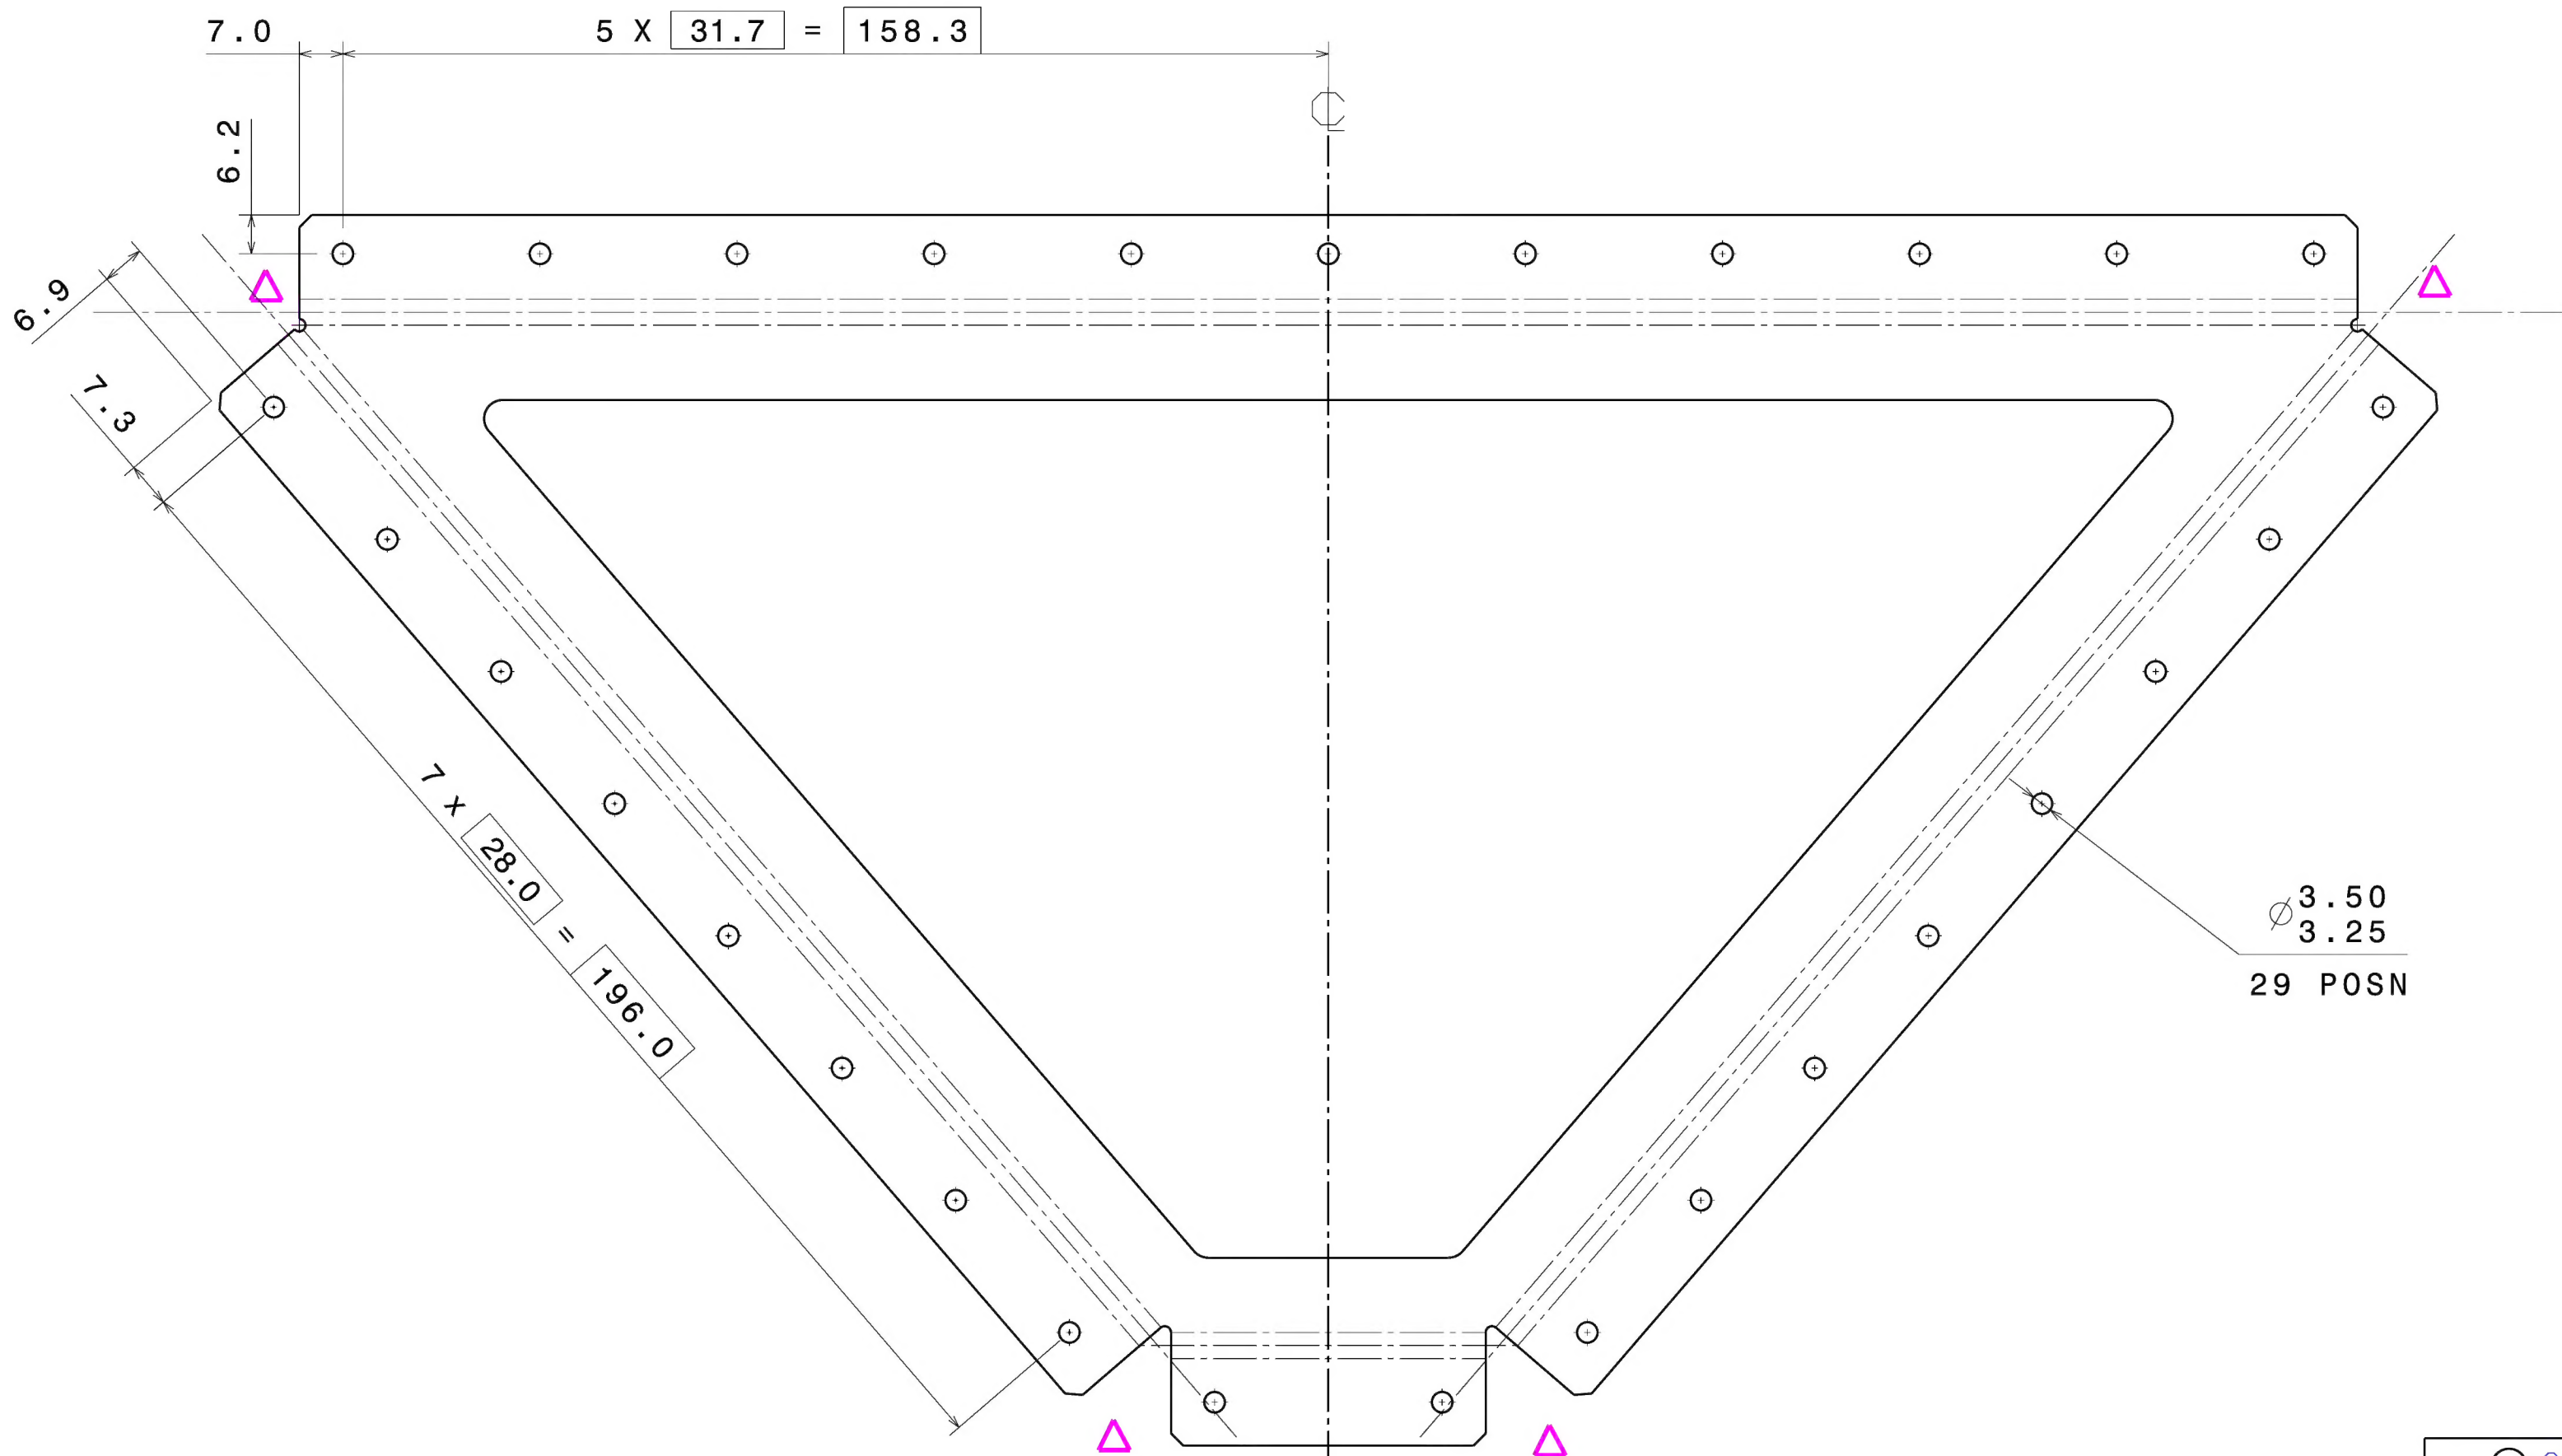 7.0
5 X 31.7 = 158.3
℄
6.2
6.9
7.3
7 X 28.0 = 196.0
⌀ 3.50
3.25
29 POSN